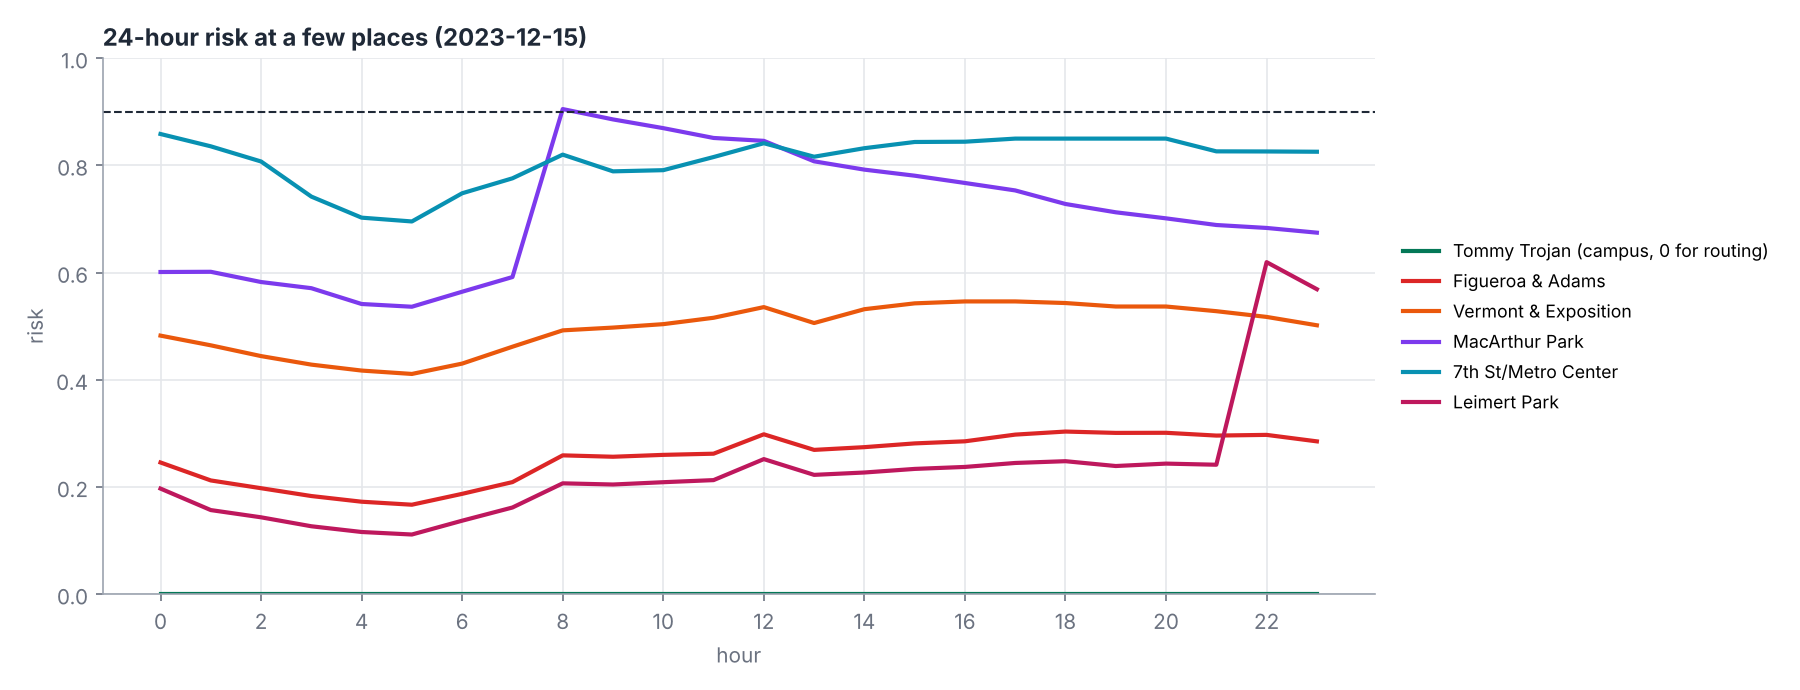 24-hour risk at a few places (2023-12-15)
1.0
0.8
0.6
0.4
0.2
0.0
risk
0 2 4 6 8 10 12 14 16 18 20 22
hour
Tommy Trojan (campus, 0 for routing)
Figueroa & Adams
Vermont & Exposition
MacArthur Park
7th St/Metro Center
Leimert Park